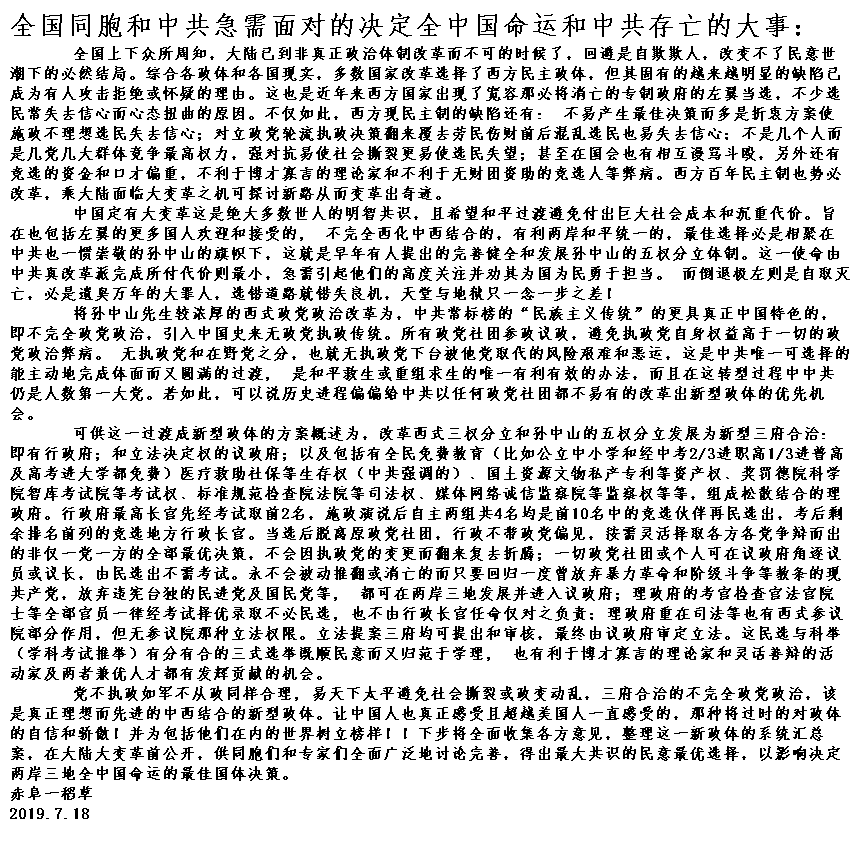 全国同胞和中共急需面对的决定全中国命运和中共存亡的大事：
全国上下众所周知，大陆已到非真正政治体制改革而不可的时候了，回避是自欺欺人，改变不了民意世
潮下的必然结局。综合各政体和各国现实，多数国家改革选择了西方民主政体，但其固有的越来越明显的缺陷已
成为有人攻击拒绝或怀疑的理由。这也是近年来西方国家出现了宽容那必将消亡的专制政府的左翼当选，不少选
民常失去信心而心态扭曲的原因。不仅如此，西方现民主制的缺陷还有： 不易产生最佳决策而多是折衷方案使
施政不理想选民失去信心；对立政党轮流执政决策翻来覆去劳民伤财前后混乱选民也易失去信心；不是几个人而
是几党几大群体竞争最高权力，强对抗易使社会撕裂更易使选民失望；甚至在国会也有相互谩骂斗殴，另外还有
竞选的资金和口才偏重，不利于博才寡言的理论家和不利于无财团资助的竞选人等弊病。西方百年民主制也势必
改革，乘大陆面临大变革之机可探讨新路从而变革出奇迹。
中国定有大变革这是绝大多数世人的明智共识，且希望和平过渡避免付出巨大社会成本和沉重代价。旨
在也包括左翼的更多国人欢迎和接受的， 不完全西化中西结合的，有利两岸和平统一的，最佳选择必是相聚在
中共也一惯崇敬的孙中山的旗帜下，这就是早年有人提出的完善健全和发展孙中山的五权分立体制。这一使命由
中共真改革派完成所付代价则最小，急需引起他们的高度关注并劝其为国为民勇于担当。 而倒退极左则是自取灭
亡，必是遗臭万年的大罪人，选错道路就错失良机，天堂与地狱只一念一步之差！
将孙中山先生较浓厚的西式政党政治改革为，中共常标榜的“民族主义传统”的更具真正中国特色的，
即不完全政党政治，引入中国史来无政党执政传统。所有政党社团参政议政，避免执政党自身权益高于一切的政
党政治弊病。 无执政党和在野党之分，也就无执政党下台被他党取代的风险艰难和恶运，这是中共唯一可选择的
能主动地完成体面而又圆满的过渡， 是和平救生或重组求生的唯一有利有效的办法，而且在这转型过程中中共
仍是人数第一大党。若如此，可以说历史进程偏偏给中共以任何政党社团都不易有的改革出新型政体的优先机
会。
可供这一过渡成新型政体的方案概述为，改革西式三权分立和孙中山的五权分立发展为新型三府合治：
即有行政府；和立法决定权的议政府；以及包括有全民免费教育（比如公立中小学和经中考2/3进职高1/3进普高
及高考进大学都免费）医疗救助社保等生存权（中共强调的）、国土资源文物私产专利等资产权、奖罚德院科学
院智库考试院等考试权、标准规范检查院法院等司法权、媒体网络诚信监察院等监察权等等，组成松散结合的理
政府。行政府最高长官先经考试取前2名，施政演说后自主两组共4名均是前10名中的竞选伙伴再民选出，考后剩
余排名前列的竞选地方行政长官。当选后脱离原政党社团，行政不带政党偏见，按需灵活择取各方各党争辩而出
的非仅一党一方的全部最优决策，不会因执政党的变更而翻来复去折腾；一切政党社团或个人可在议政府角逐议
员或议长，由民选出不需考试。永不会被动推翻或消亡的而只要回归一度曾放弃暴力革命和阶级斗争等教条的现
共产党，放弃违宪台独的民进党及国民党等， 都可在两岸三地发展并进入议政府；理政府的考官检查官法官院
士等全部官员一律经考试择优录取不必民选，也不由行政长官任命仅对之负责；理政府重在司法等也有西式参议
院部分作用，但无参议院那种立法权限。立法提案三府均可提出和审核，最终由议政府审定立法。这民选与科举
（学科考试推举）有分有合的三式选举既顺民意而又归范于学理， 也有利于博才寡言的理论家和灵活善辩的活
动家及两者兼优人才都有发挥贡献的机会。
党不执政如军不从政同样合理，易天下太平避免社会撕裂或政变动乱，三府合治的不完全政党政治，该
是真正理想而先进的中西结合的新型政体。让中国人也真正感受且超越美国人一直感受的，那种将过时的对政体
的自信和骄傲！并为包括他们在内的世界树立榜样！！下步将全面收集各方意见，整理这一新政体的系统汇总
案，在大陆大变革前公开，供同胞们和专家们全面广泛地讨论完善，得出最大共识的民意最优选择，以影响决定
两岸三地全中国命运的最佳国体决策。
赤阜一稻草
2019.7.18